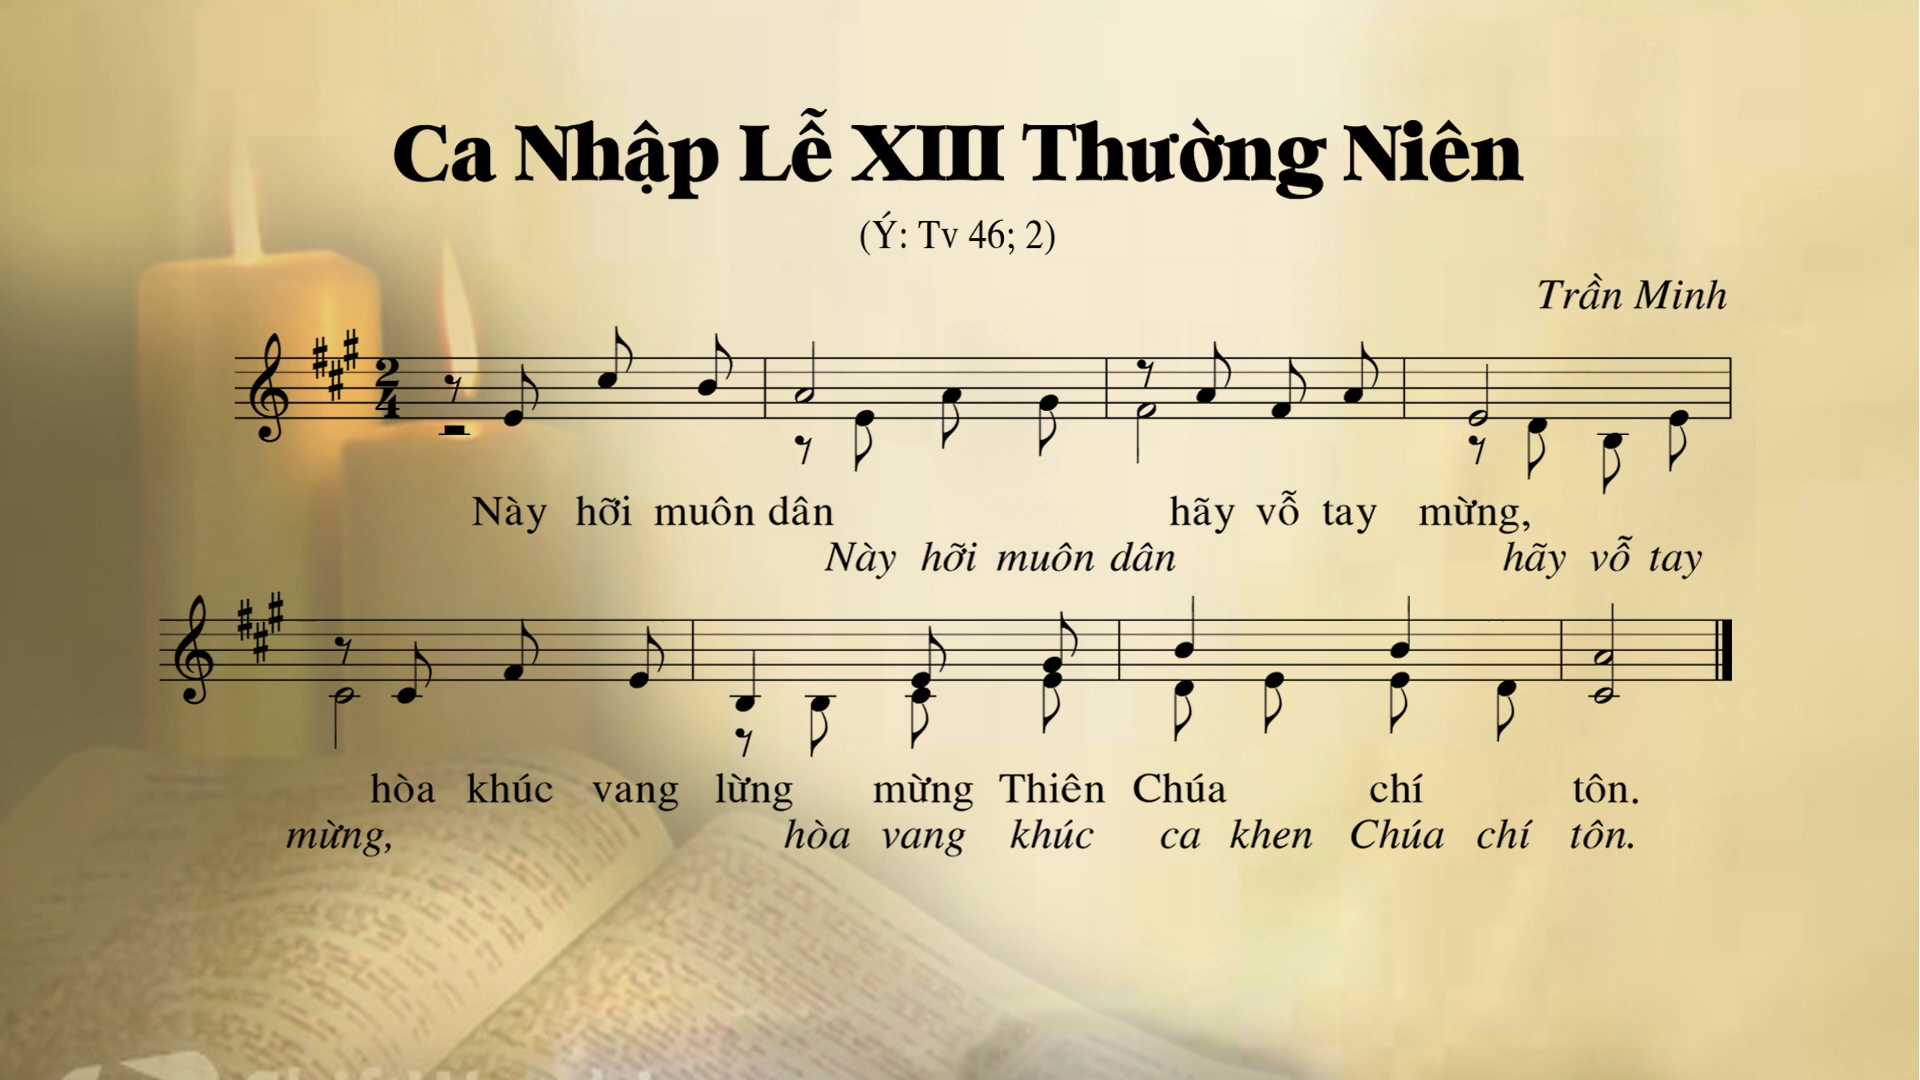 Ca Nhập Lễ XIII Thường Niên
(Ý: Tv 46; 2)
Trần Minh
Này hỡi muôn dân hãy vỗ tay mừng,
Này hỡi muôn dân hãy vỗ tay
hòa khúc vang lừng mừng Thiên Chúa chí tôn.
mừng, hòa vang khúc ca khen Chúa chí tôn.